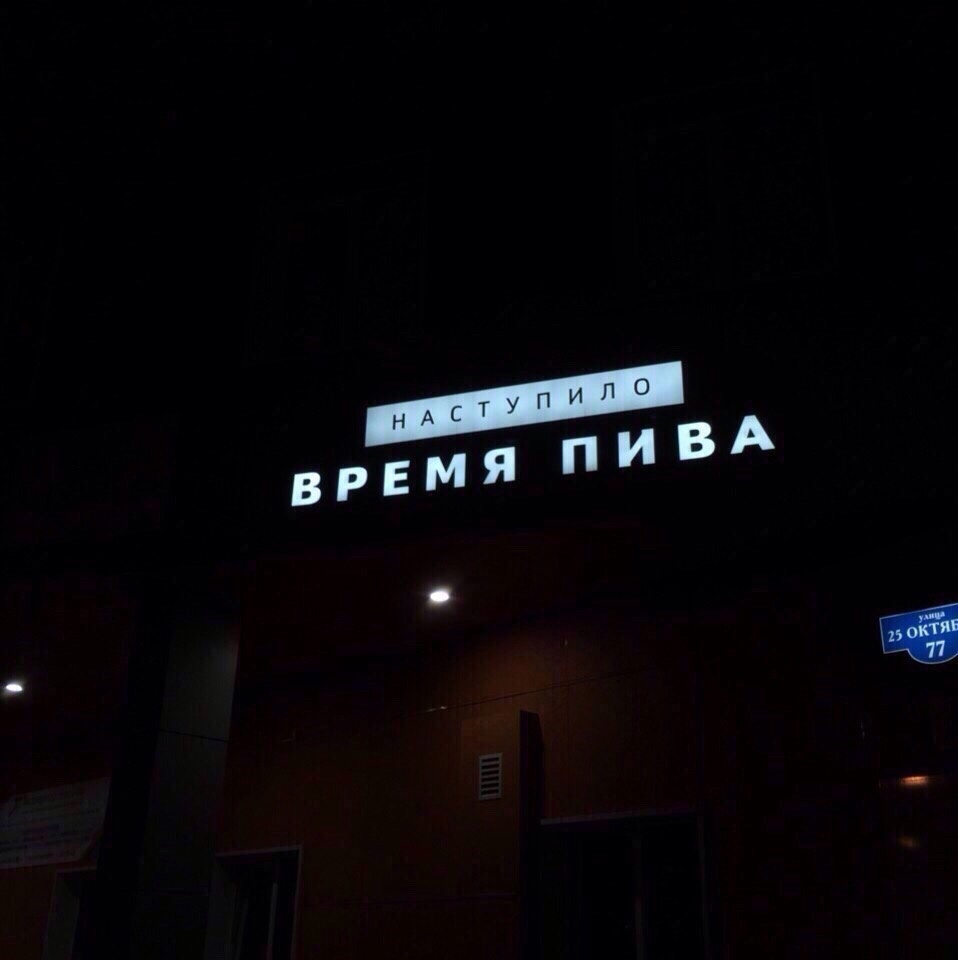 НАСТУПИЛО
ВРЕМЯ ПИВА
улица
25 ОКТЯБ
77